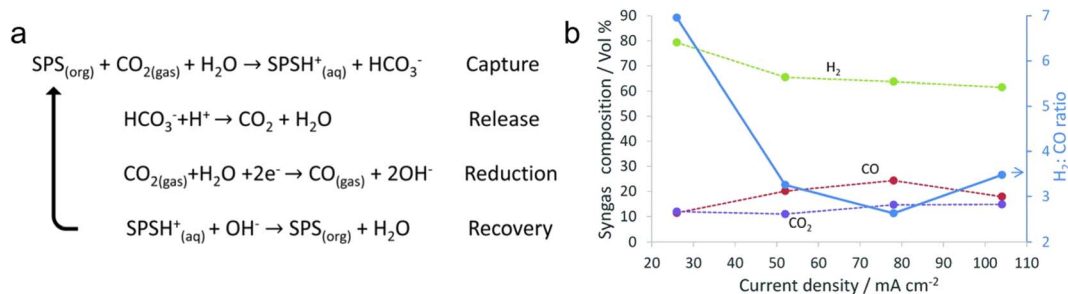 a
SPS(org) + CO2(gas) + H2O → SPSH+(aq) + HCO3- Capture
HCO3-+H+ → CO2 + H2O Release
CO2(gas)+H2O +2e- → CO(gas) + 2OH- Reduction
SPSH+(aq) + OH- → SPS(org) + H2O Recovery
b
Syngas composition / Vol %
90
80
70
60
50
40
30
20
10
0
H2
CO
CO2
7
6
5
4
3
2
H2: CO ratio
20 30 40 50 60 70 80 90 100 110
Current density / mA cm-2